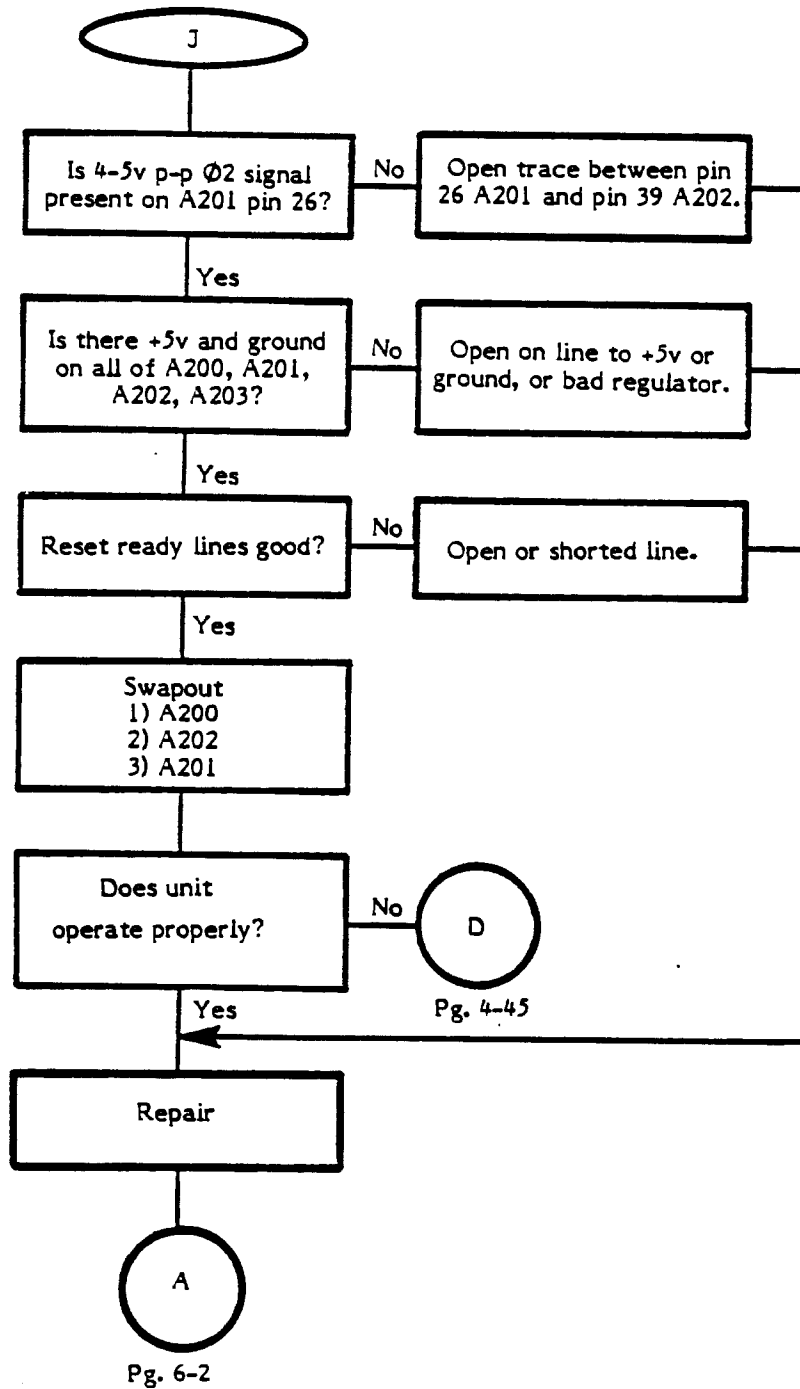 J
Is 4-5v p-p Φ2 signal
present on A201 pin 26?
No
Open trace between pin
26 A201 and pin 39 A202.
Yes
Is there +5v and ground
on all of A200, A201,
A202, A203?
No
Open on line to +5v or
ground, or bad regulator.
Yes
Reset ready lines good?
No
Open or shorted line.
Yes
Swapout
1) A200
2) A202
3) A201
Does unit
operate properly?
No
D
Pg. 4-45
Yes
Repair
A
Pg. 6-2